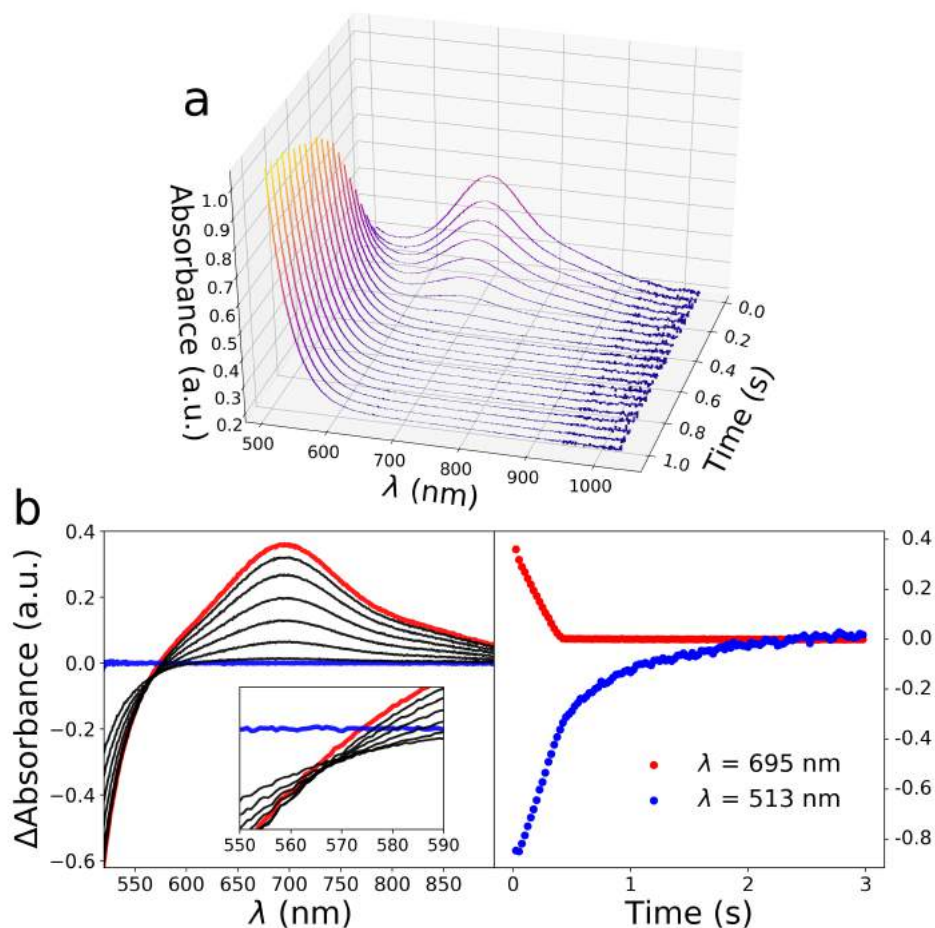 a
Absorbance (a.u.)
1.0
0.9
0.8
0.7
0.6
0.5
0.4
0.3
0.2
500
600
700
800
900
1000
λ (nm)
0.0
0.2
0.4
0.6
0.8
1.0
Time (s)
b
ΔAbsorbance (a.u.)
0.4
0.2
0.0
−0.2
−0.4
−0.6
550 600 650 700 750 800 850
λ (nm)
550 560 570 580 590
0.4
0.2
0.0
-0.2
-0.4
-0.6
-0.8
λ = 695 nm
λ = 513 nm
0 1 2 3
Time (s)